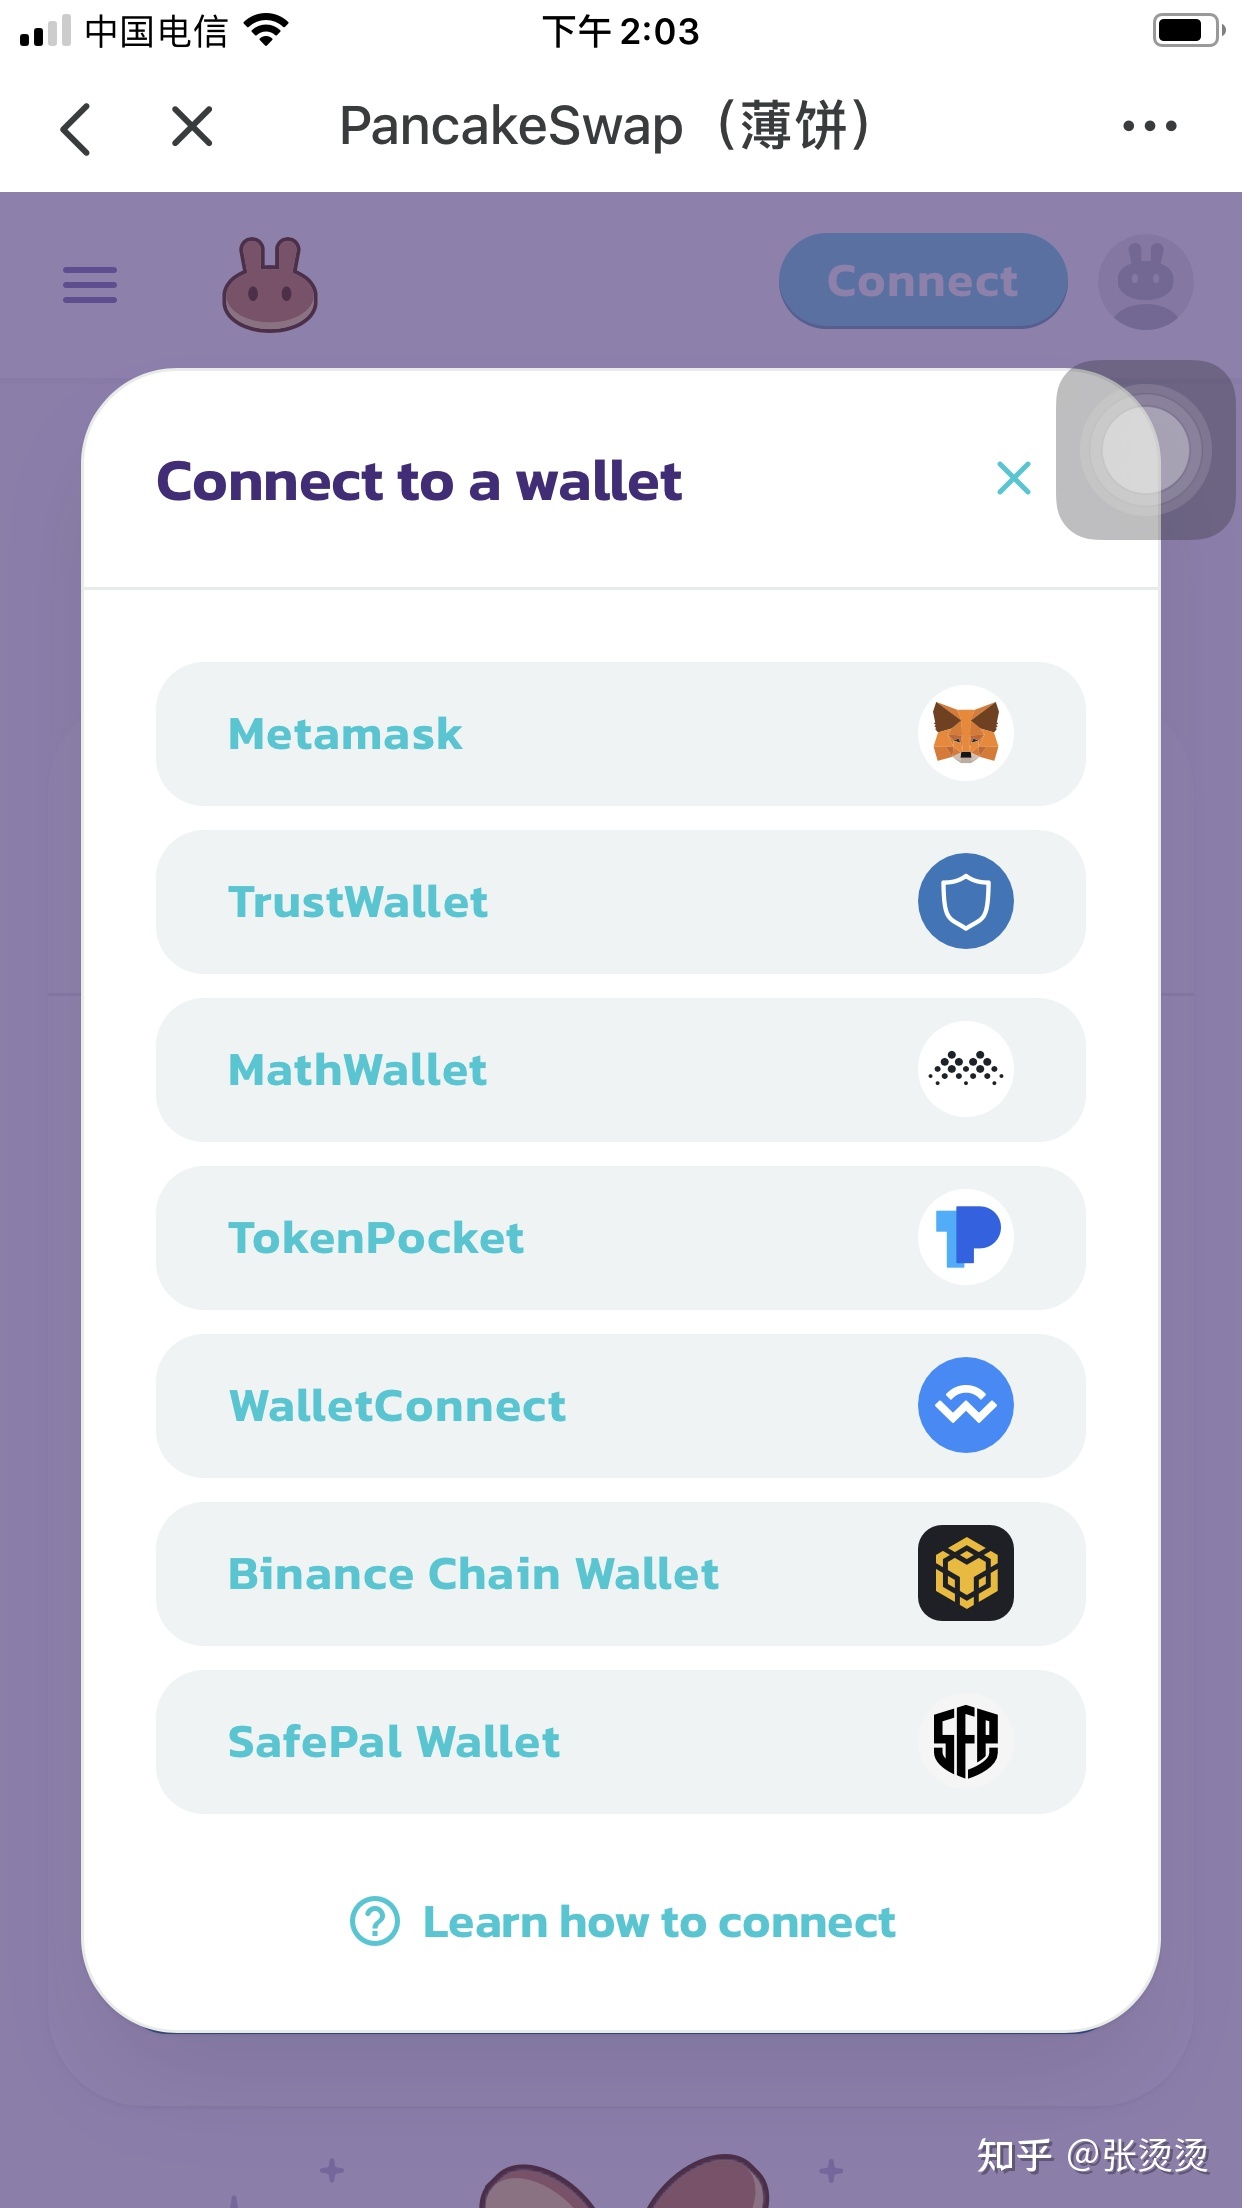 中国电信
下午2:03
PancakeSwap（薄饼）
Connect
Connect to a wallet
Metamask
TrustWallet
MathWallet
TokenPocket
WalletConnect
Binance Chain Wallet
SafePal Wallet
SFP
Learn how to connect
知乎 @张烫烫